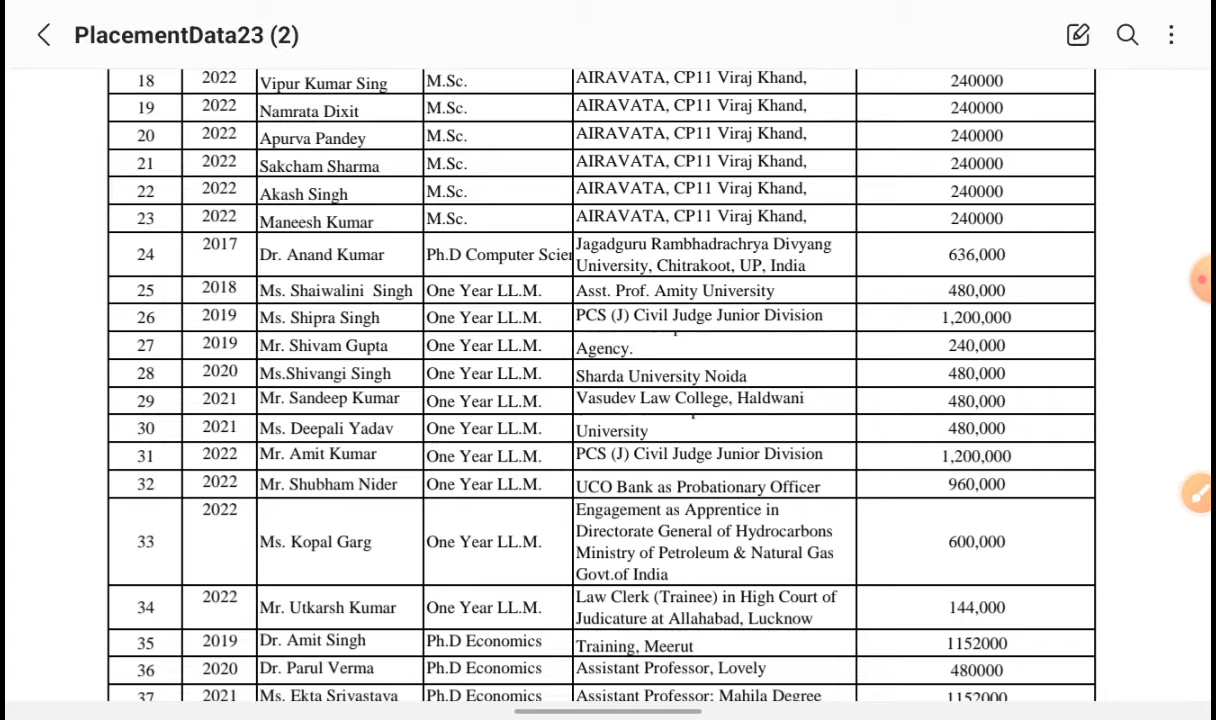 PlacementData23 (2)
18 2022 Vipur Kumar Sing M.Sc. AIRAVATA, CP11 Viraj Khand, 240000
19 2022 Namrata Dixit M.Sc. AIRAVATA, CP11 Viraj Khand, 240000
20 2022 Apurva Pandey M.Sc. AIRAVATA, CP11 Viraj Khand, 240000
21 2022 Sakcham Sharma M.Sc. AIRAVATA, CP11 Viraj Khand, 240000
22 2022 Akash Singh M.Sc. AIRAVATA, CP11 Viraj Khand, 240000
23 2022 Maneesh Kumar M.Sc. AIRAVATA, CP11 Viraj Khand, 240000
24 2017 Dr. Anand Kumar Ph.D Computer Scien Jagadguru Rambhadrachrya Divyang 636,000
University, Chitrakoot, UP, India
25 2018 Ms. Shaiwalini Singh One Year LL.M. Asst. Prof. Amity University 480,000
26 2019 Ms. Shipra Singh One Year LL.M. PCS (J) Civil Judge Junior Division 1,200,000
27 2019 Mr. Shivam Gupta One Year LL.M. Agency. 240,000
28 2020 Ms.Shivangi Singh One Year LL.M. Sharda University Noida 480,000
29 2021 Mr. Sandeep Kumar One Year LL.M. Vasudev Law College, Haldwani 480,000
30 2021 Ms. Deepali Yadav One Year LL.M. University 480,000
31 2022 Mr. Amit Kumar One Year LL.M. PCS (J) Civil Judge Junior Division 1,200,000
32 2022 Mr. Shubham Nider One Year LL.M. UCO Bank as Probationary Officer 960,000
33 2022 Ms. Kopal Garg One Year LL.M. Engagement as Apprentice in 600,000
Directorate General of Hydrocarbons
Ministry of Petroleum & Natural Gas
Govt.of India
34 2022 Mr. Utkarsh Kumar One Year LL.M. Law Clerk (Trainee) in High Court of 144,000
Judicature at Allahabad, Lucknow
35 2019 Dr. Amit Singh Ph.D Economics Training, Meerut 1152000
36 2020 Dr. Parul Verma Ph.D Economics Assistant Professor, Lovely 480000
37 2021 Ms. Ekta Srivastava Ph.D Economics Assistant Professor: Mahila Degree 1152000